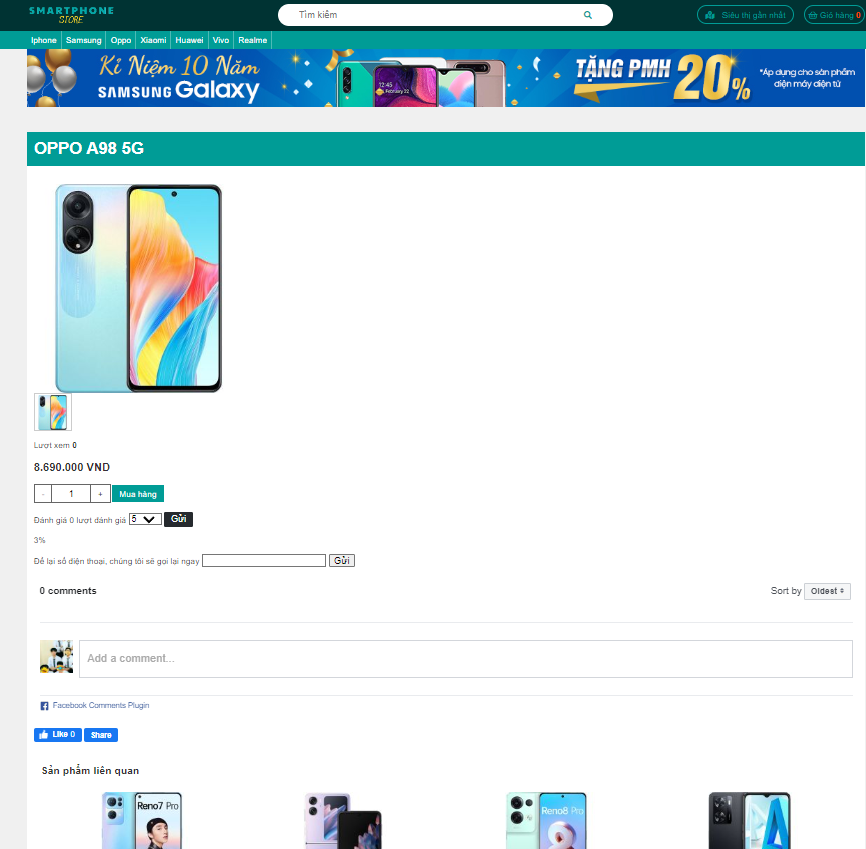 SMARTPHONE
STORE
Tìm kiếm
Siêu thị gần nhất
Giỏ hàng 0
Iphone
Samsung
Oppo
Xiaomi
Huawei
Vivo
Realme
Kỉ Niệm 10 Năm
SAMSUNG Galaxy
12:45
February 22
TẶNG PMH
20%
*Áp dụng cho sản phẩm
điện máy điện tử
OPPO A98 5G
Lượt xem 0
8.690.000 VND
- 1 + Mua hàng
Đánh giá 0 lượt đánh giá 5 Gửi
3%
Để lại số điện thoại, chúng tôi sẽ gọi lại ngay Gửi
0 comments
Sort by Oldest
Add a comment...
Facebook Comments Plugin
Like 0 Share
Sản phẩm liên quan
Reno7 Pro
Reno8 Pro